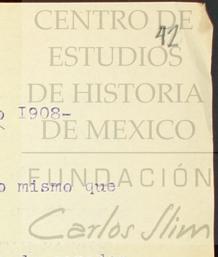 42
CENTRO DE
ESTUDIOS
DE HISTORIA
DE MEXICO
o 1908-
FUNDACIÓN
o mismo que
Carlos Slim